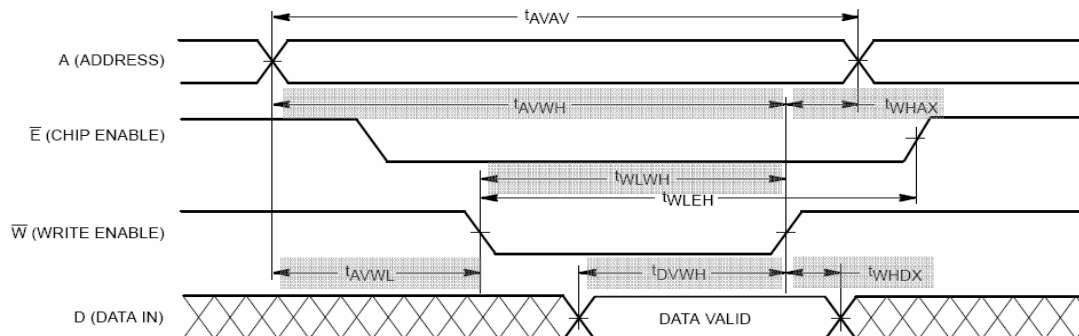 tAVAV
A (ADDRESS)
tAVWH
tWHAX
E̅ (CHIP ENABLE)
tWLWH
tWLEH
W̅ (WRITE ENABLE)
tAVWL
tDVWH
tWHDX
D (DATA IN)
DATA VALID